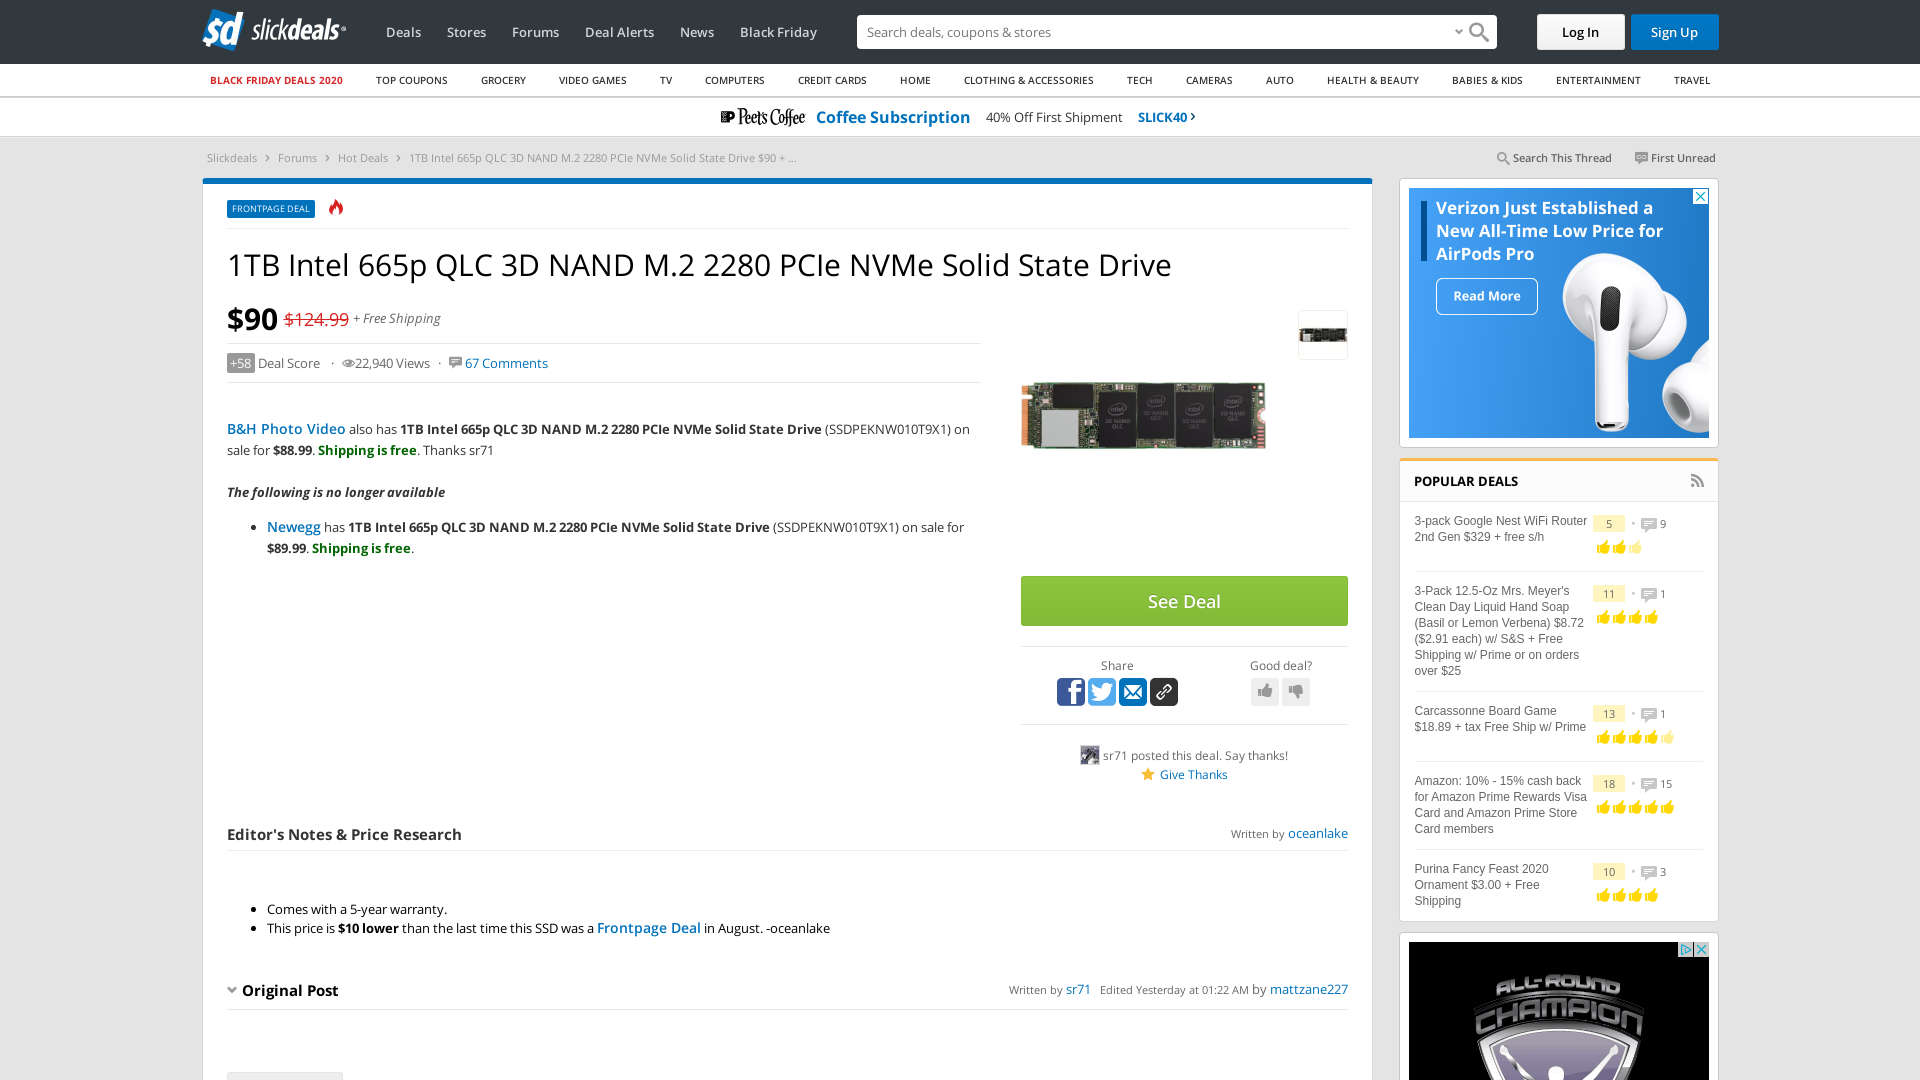 slickdeals
Deals Stores Forums Deal Alerts News Black Friday
Search deals, coupons & stores
Log In
Sign Up
BLACK FRIDAY DEALS 2020 TOP COUPONS GROCERY VIDEO GAMES TV COMPUTERS CREDIT CARDS HOME CLOTHING & ACCESSORIES TECH CAMERAS AUTO HEALTH & BEAUTY BABIES & KIDS ENTERTAINMENT TRAVEL
Peet's Coffee Coffee Subscription 40% Off First Shipment SLICK40
Slickdeals Forums Hot Deals 1TB Intel 665p QLC 3D NAND M.2 2280 PCIe NVMe Solid State Drive $90 + ...
Search This Thread First Unread
FRONTPAGE DEAL
1TB Intel 665p QLC 3D NAND M.2 2280 PCIe NVMe Solid State Drive
$90 $124.99 + Free Shipping
+58 Deal Score · 22,940 Views · 67 Comments
B&H Photo Video also has 1TB Intel 665p QLC 3D NAND M.2 2280 PCIe NVMe Solid State Drive (SSDPEKNW010T9X1) on
sale for $88.99. Shipping is free. Thanks sr71
The following is no longer available
Newegg has 1TB Intel 665p QLC 3D NAND M.2 2280 PCIe NVMe Solid State Drive (SSDPEKNW010T9X1) on sale for
$89.99. Shipping is free.
See Deal
Share
Good deal?
sr71 posted this deal. Say thanks!
Give Thanks
Editor's Notes & Price Research
Written by oceanlake
Comes with a 5-year warranty.
This price is $10 lower than the last time this SSD was a Frontpage Deal in August. -oceanlake
Original Post
Written by sr71 Edited Yesterday at 01:22 AM by mattzane227
Verizon Just Established a
New All-Time Low Price for
AirPods Pro
Read More
POPULAR DEALS
3-pack Google Nest WiFi Router
2nd Gen $329 + free s/h
5 9
3-Pack 12.5-Oz Mrs. Meyer's
Clean Day Liquid Hand Soap
(Basil or Lemon Verbena) $8.72
($2.91 each) w/ S&S + Free
Shipping w/ Prime or on orders
over $25
11 1
Carcassonne Board Game
$18.89 + tax Free Ship w/ Prime
13 1
Amazon: 10% - 15% cash back
for Amazon Prime Rewards Visa
Card and Amazon Prime Store
Card members
18 15
Purina Fancy Feast 2020
Ornament $3.00 + Free
Shipping
10 3
ALL-ROUND
CHAMPION